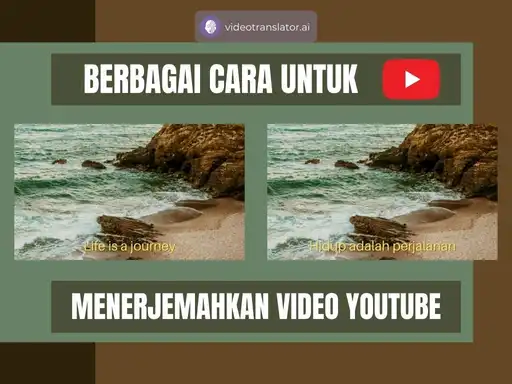 videotranslator.ai
BERBAGAI CARA UNTUK
Life is a journey
Hidup adalah perjalanan
MENERJEMAHKAN VIDEO YOUTUBE